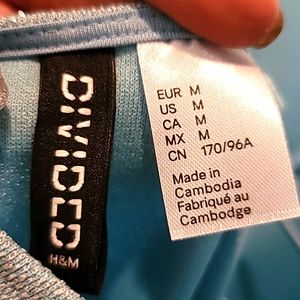 DIVIDED
H&M
EUR M
US M
CA M
MX M
CN 170/96A
Made in
Cambodia
Fabriqué au
Cambodge